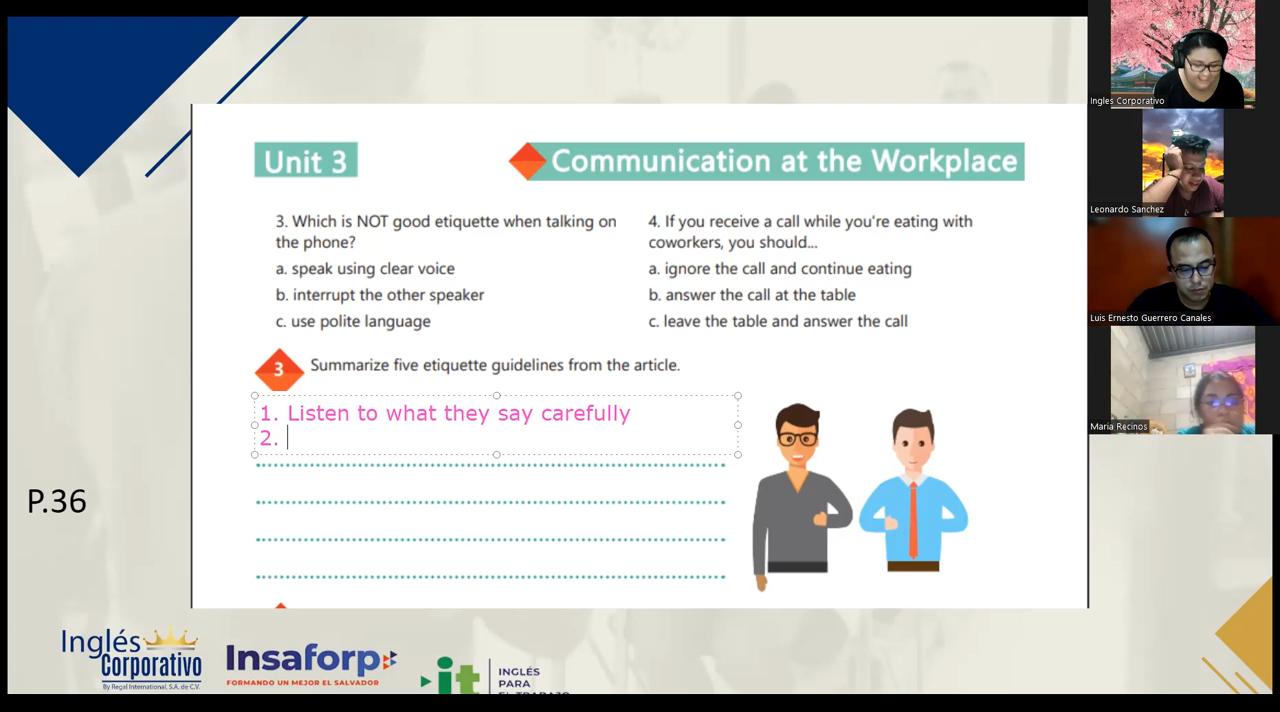 Unit 3
Communication at the Workplace
3. Which is NOT good etiquette when talking on
the phone?
a. speak using clear voice
b. interrupt the other speaker
c. use polite language
4. If you receive a call while you're eating with
coworkers, you should...
a. ignore the call and continue eating
b. answer the call at the table
c. leave the table and answer the call
3
Summarize five etiquette guidelines from the article.
1. Listen to what they say carefully
2.
P.36
Inglés
Corporativo
By Regal International, S.A. de C.V.
Insaforp
FORMANDO UN MEJOR EL SALVADOR
it
INGLÉS
PARA
EL TRABAJO
Ingles Corporativo
Leonardo Sanchez
Luis Ernesto Guerrero Canales
Maria Recinos